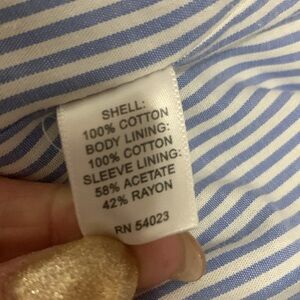 SHELL:
100% COTTON
BODY LINING:
100% COTTON
SLEEVE LINING:
58% ACETATE
42% RAYON
RN 54023